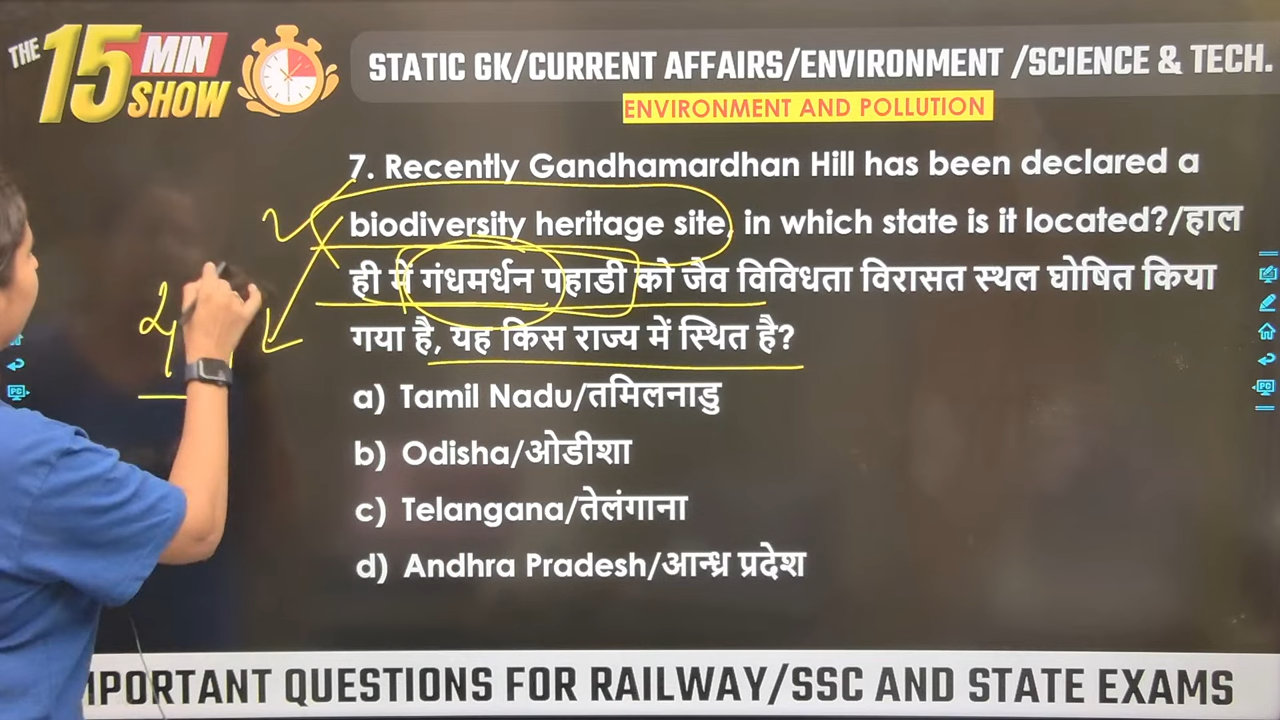 THE 15 MIN SHOW
STATIC GK/CURRENT AFFAIRS/ENVIRONMENT /SCIENCE & TECH.
ENVIRONMENT AND POLLUTION
7. Recently Gandhamardhan Hill has been declared a
biodiversity heritage site, in which state is it located?/हाल
ही में गंधमर्धन पहाडी को जैव विविधता विरासत स्थल घोषित किया
गया है, यह किस राज्य में स्थित है?
a) Tamil Nadu/तमिलनाडु
b) Odisha/ओडीशा
c) Telangana/तेलंगाना
d) Andhra Pradesh/आन्ध्र प्रदेश
MPORTANT QUESTIONS FOR RAILWAY/SSC AND STATE EXAMS